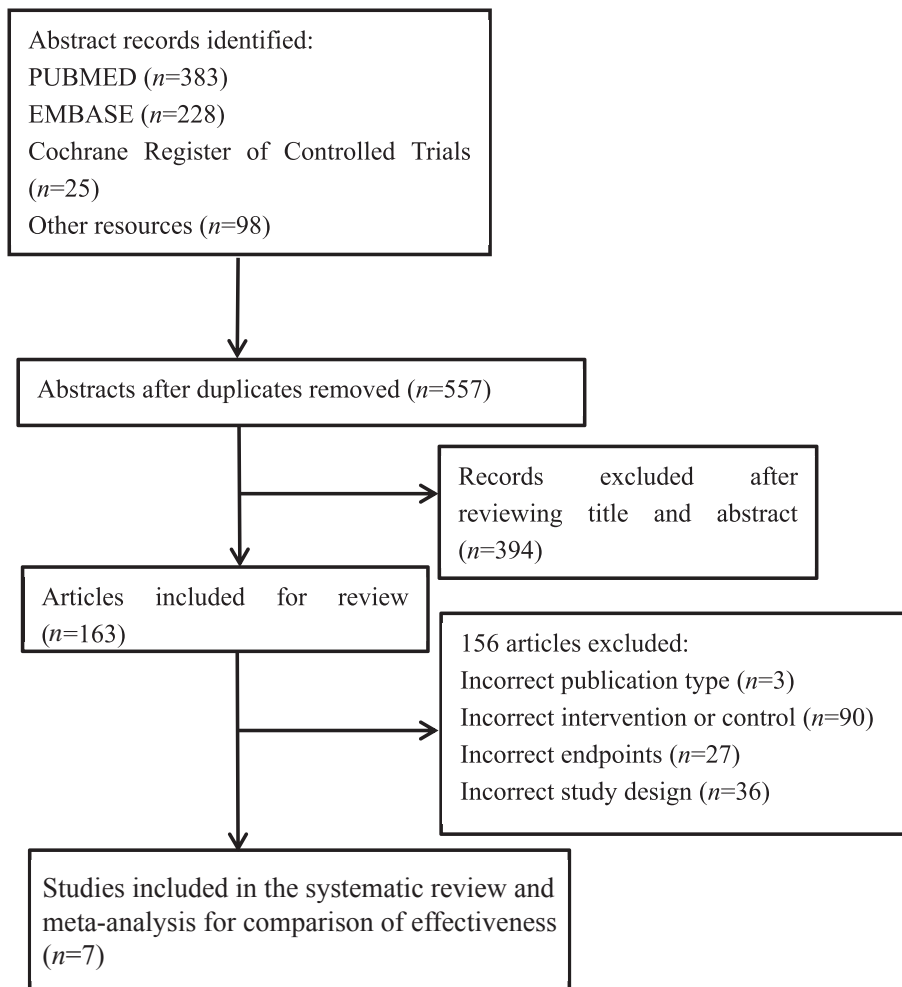 Abstract records identified:
PUBMED (n=383)
EMBASE (n=228)
Cochrane Register of Controlled Trials
(n=25)
Other resources (n=98)
Abstracts after duplicates removed (n=557)
Records excluded after
reviewing title and abstract
(n=394)
Articles included for review
(n=163)
156 articles excluded:
Incorrect publication type (n=3)
Incorrect intervention or control (n=90)
Incorrect endpoints (n=27)
Incorrect study design (n=36)
Studies included in the systematic review and
meta-analysis for comparison of effectiveness
(n=7)